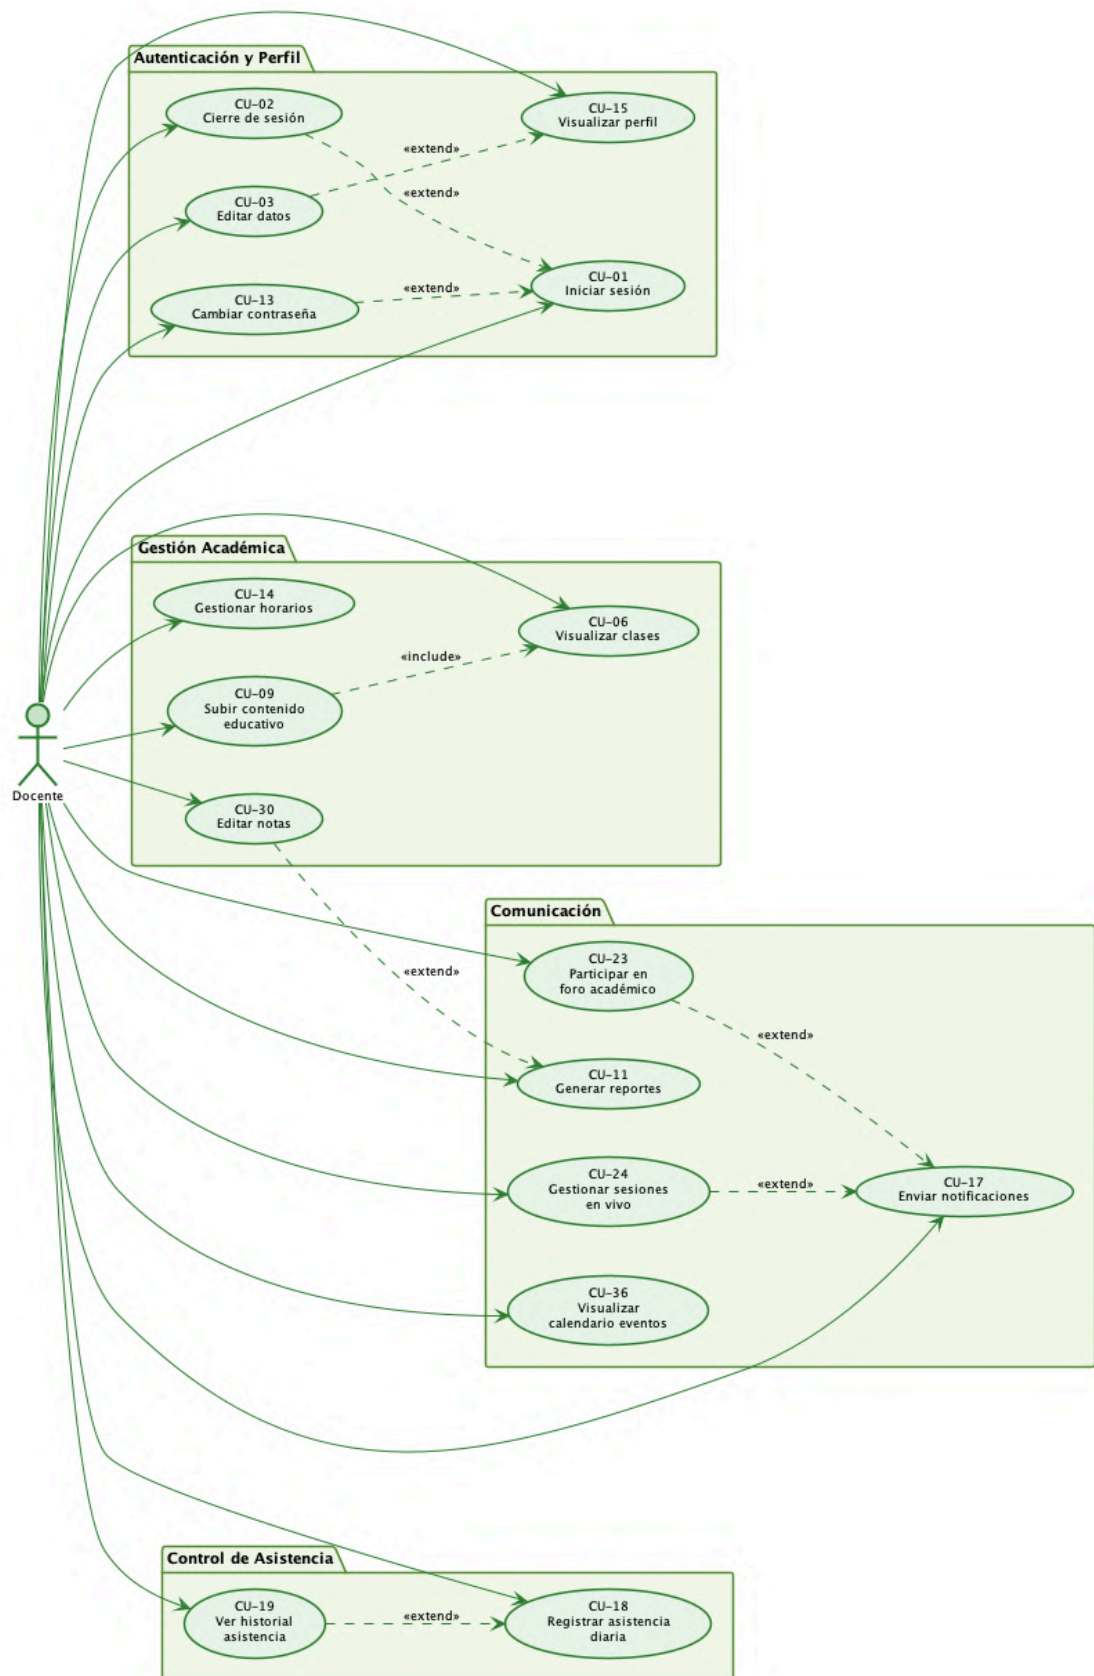 Autenticación y Perfil
CU-02
Cierre de sesión
CU-15
Visualizar perfil
«extend»
«extend»
CU-03
Editar datos
CU-01
Iniciar sesión
CU-13
Cambiar contraseña
«extend»
Gestión Académica
CU-14
Gestionar horarios
CU-06
Visualizar clases
«include»
CU-09
Subir contenido
educativo
CU-30
Editar notas
Docente
Comunicación
CU-23
Participar en
foro académico
«extend»
«extend»
CU-11
Generar reportes
CU-24
Gestionar sesiones
en vivo
«extend»
CU-17
Enviar notificaciones
CU-36
Visualizar
calendario eventos
Control de Asistencia
CU-19
Ver historial
asistencia
«extend»
CU-18
Registrar asistencia
diaria